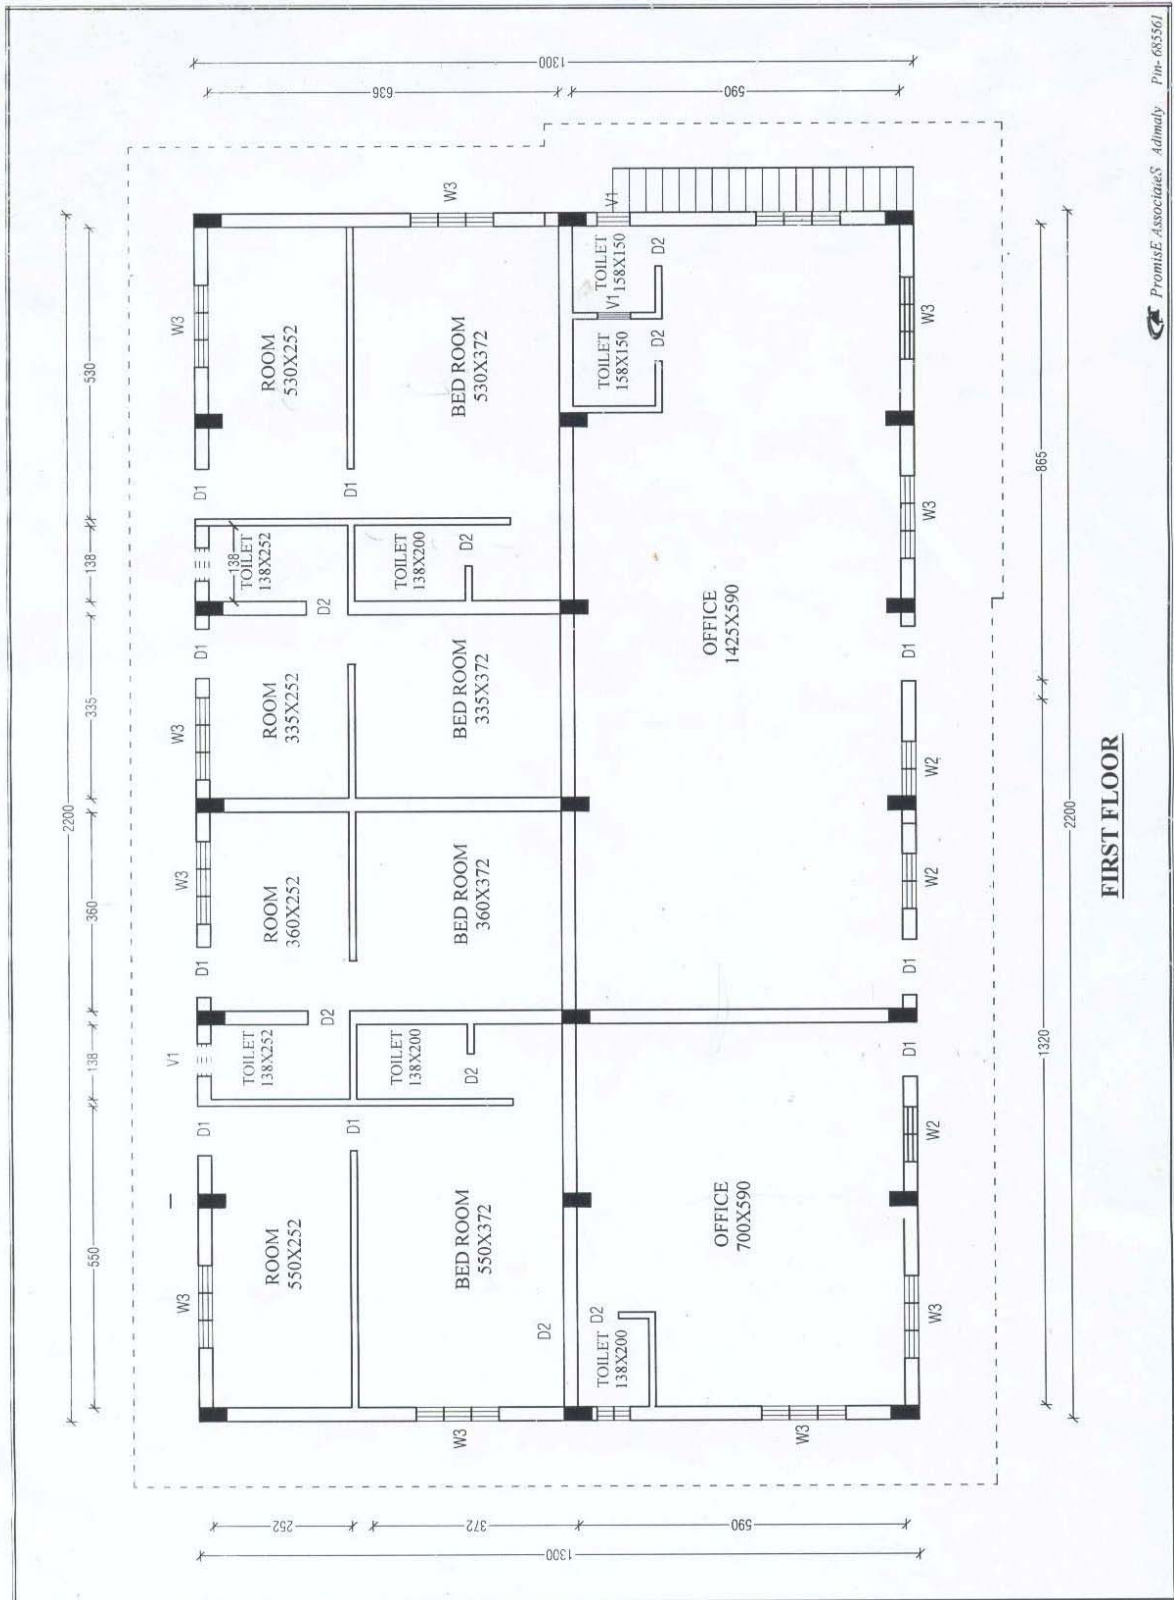 2200
550 138 360 335 138 530
W3 V1 W3 W3 W3
D1 D1 D1 D1
ROOM
550X252
TOILET
138X252
ROOM
360X252
ROOM
335X252
138
TOILET
138X252
ROOM
530X252
D2 D2
D1 D1
BED ROOM
550X372
TOILET
138X200
BED ROOM
360X372
BED ROOM
335X372
TOILET
138X200
BED ROOM
530X372
W3 D2 D2 W3
D2
TOILET
138X200
D2
TOILET
158X150
V1
TOILET
158X150
V1
D2 D2
OFFICE
700X590
OFFICE
1425X590
W3
D1 D1 D1
W3 W2 W2 W2 W3 W3
252
372
590
1300
636
590
1300
1320 865
2200
FIRST FLOOR
PromisE AssociateS Adimaly Pin-685561